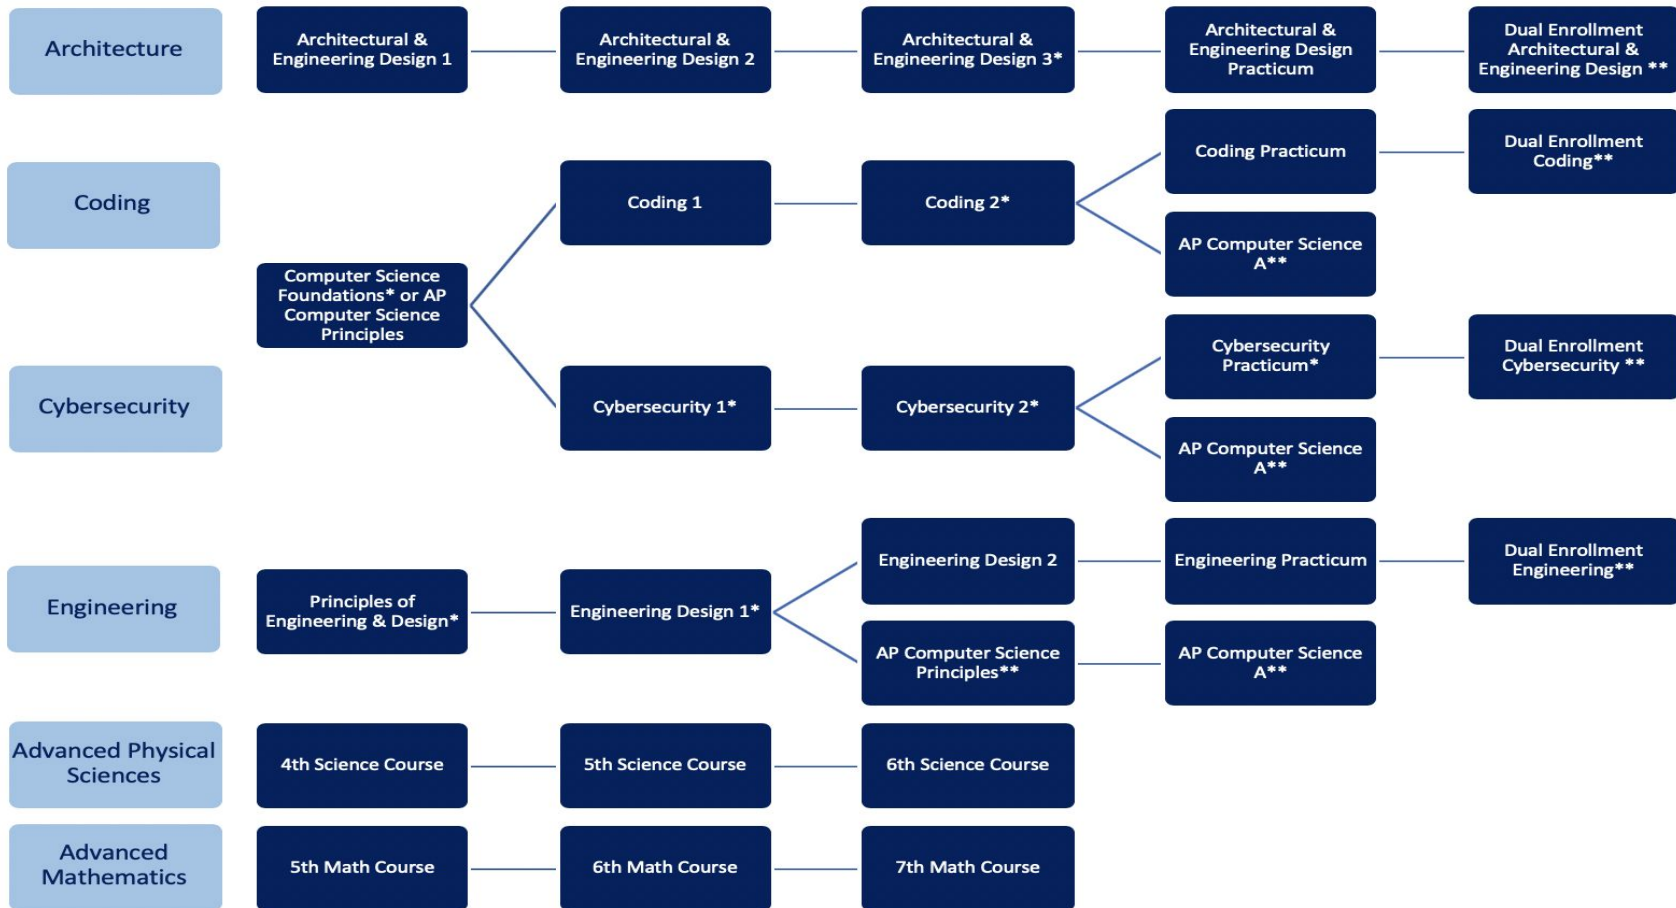 Architecture
Architectural &
Engineering Design 1
Architectural &
Engineering Design 2
Architectural &
Engineering Design 3*
Architectural &
Engineering Design
Practicum
Dual Enrollment
Architectural &
Engineering Design **
Coding
Computer Science
Foundations* or AP
Computer Science
Principles
Coding 1
Coding 2*
Coding Practicum
Dual Enrollment
Coding**
AP Computer Science
A**
Cybersecurity
Cybersecurity 1*
Cybersecurity 2*
Cybersecurity
Practicum*
Dual Enrollment
Cybersecurity **
AP Computer Science
A**
Engineering
Principles of
Engineering & Design*
Engineering Design 1*
Engineering Design 2
Engineering Practicum
Dual Enrollment
Engineering**
AP Computer Science
Principles**
AP Computer Science
A**
Advanced Physical
Sciences
4th Science Course
5th Science Course
6th Science Course
Advanced
Mathematics
5th Math Course
6th Math Course
7th Math Course